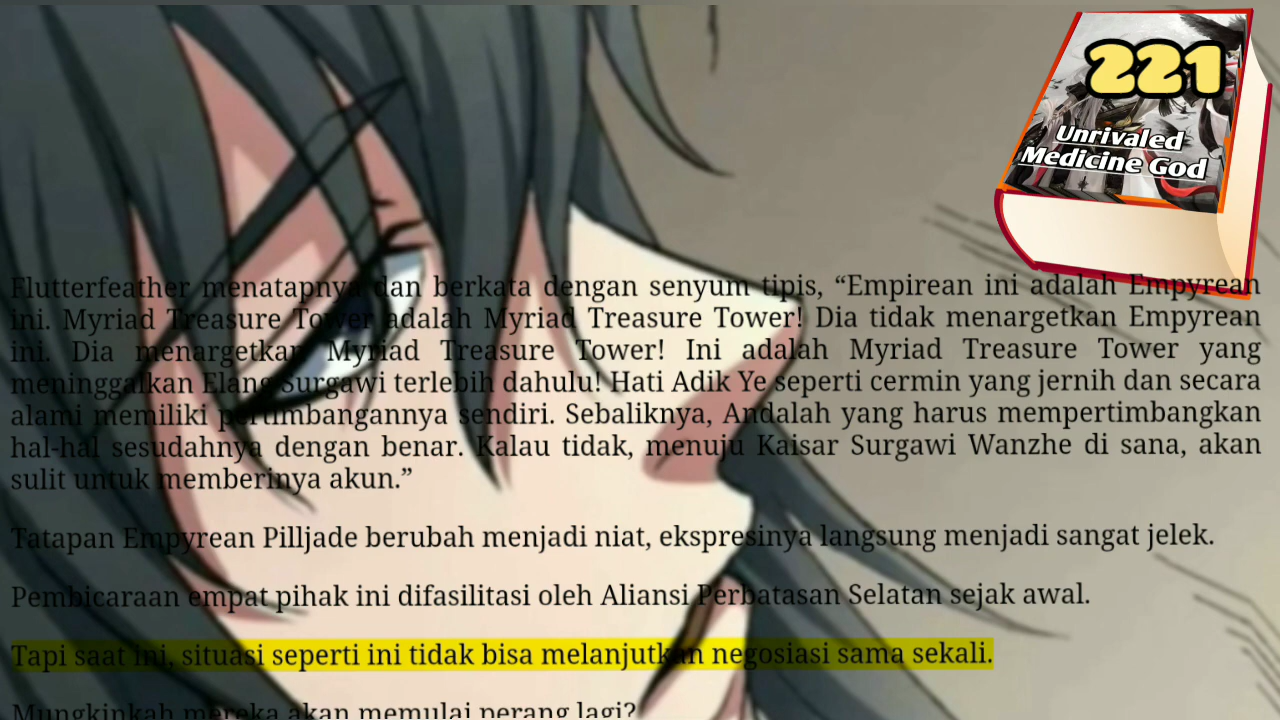 221
Unrivaled
Medicine God
Flutterfeather menatapnya dan berkata dengan senyum tipis, “Empirean ini adalah Empyrean
ini. Myriad Treasure Tower adalah Myriad Treasure Tower! Dia tidak menargetkan Empyrean
ini. Dia menargetkan Myriad Treasure Tower! Ini adalah Myriad Treasure Tower yang
meninggalkan Elang Surgawi terlebih dahulu! Hati Adik Ye seperti cermin yang jernih dan secara
alami memiliki pertimbangannya sendiri. Sebaliknya, Andalah yang harus mempertimbangkan
hal-hal sesudahnya dengan benar. Kalau tidak, menuju Kaisar Surgawi Wanzhe di sana, akan
sulit untuk memberinya akun.”
Tatapan Empyrean Pilljade berubah menjadi niat, ekspresinya langsung menjadi sangat jelek.
Pembicaraan empat pihak ini difasilitasi oleh Aliansi Perbatasan Selatan sejak awal.
Tapi saat ini, situasi seperti ini tidak bisa melanjutkan negosiasi sama sekali.
Mungkinkah mereka akan memulai perang lagi?